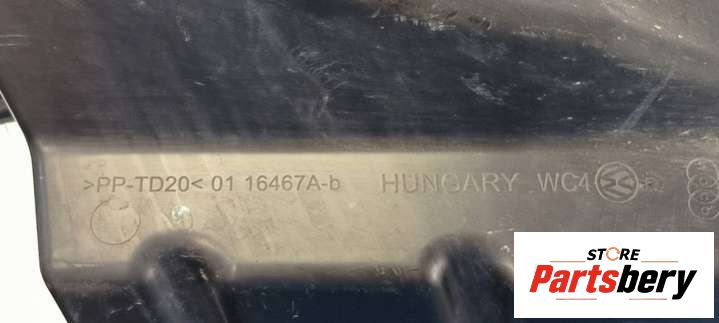 >PP-TD20< 01 16467A-b HUNGARY WC4
STORE
Partsbery